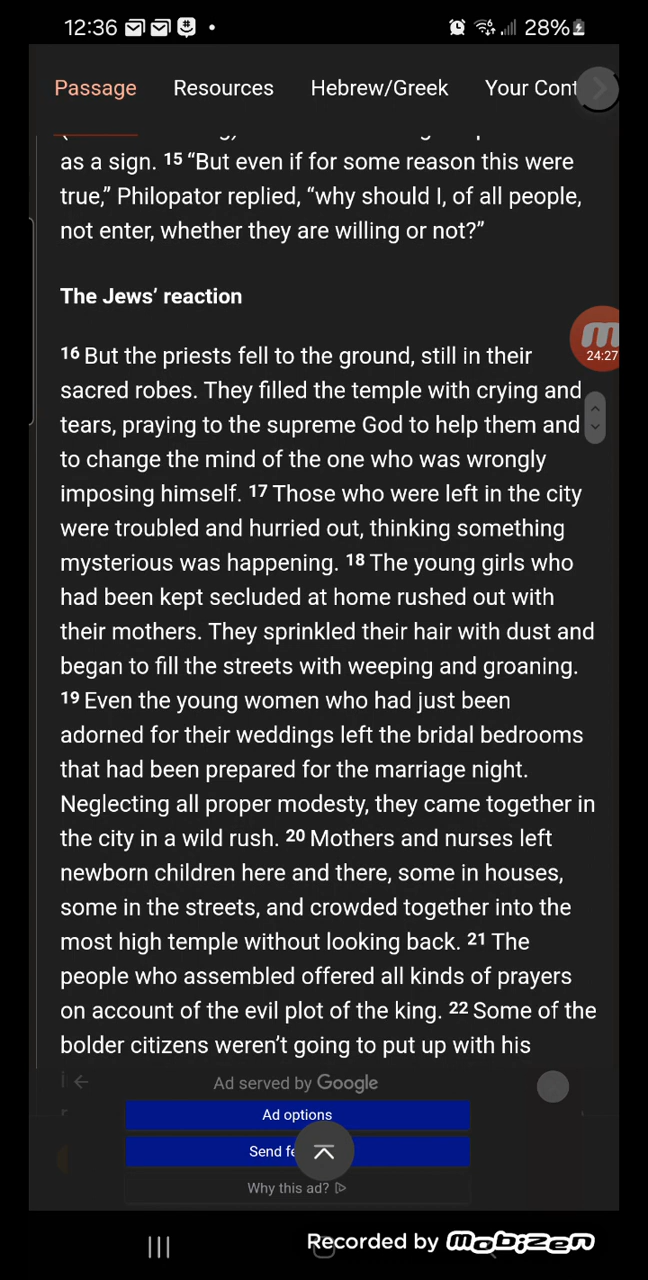 12:36 28%
Passage Resources Hebrew/Greek Your Cont
as a sign. 15 “But even if for some reason this were
true,” Philopator replied, “why should I, of all people,
not enter, whether they are willing or not?”
The Jews’ reaction
16 But the priests fell to the ground, still in their
sacred robes. They filled the temple with crying and
tears, praying to the supreme God to help them and
to change the mind of the one who was wrongly
imposing himself. 17 Those who were left in the city
were troubled and hurried out, thinking something
mysterious was happening. 18 The young girls who
had been kept secluded at home rushed out with
their mothers. They sprinkled their hair with dust and
began to fill the streets with weeping and groaning.
19 Even the young women who had just been
adorned for their weddings left the bridal bedrooms
that had been prepared for the marriage night.
Neglecting all proper modesty, they came together in
the city in a wild rush. 20 Mothers and nurses left
newborn children here and there, some in houses,
some in the streets, and crowded together into the
most high temple without looking back. 21 The
people who assembled offered all kinds of prayers
on account of the evil plot of the king. 22 Some of the
bolder citizens weren’t going to put up with his
24:27
Ad served by Google
Ad options
Send fe
Why this ad?
Recorded by mobizen